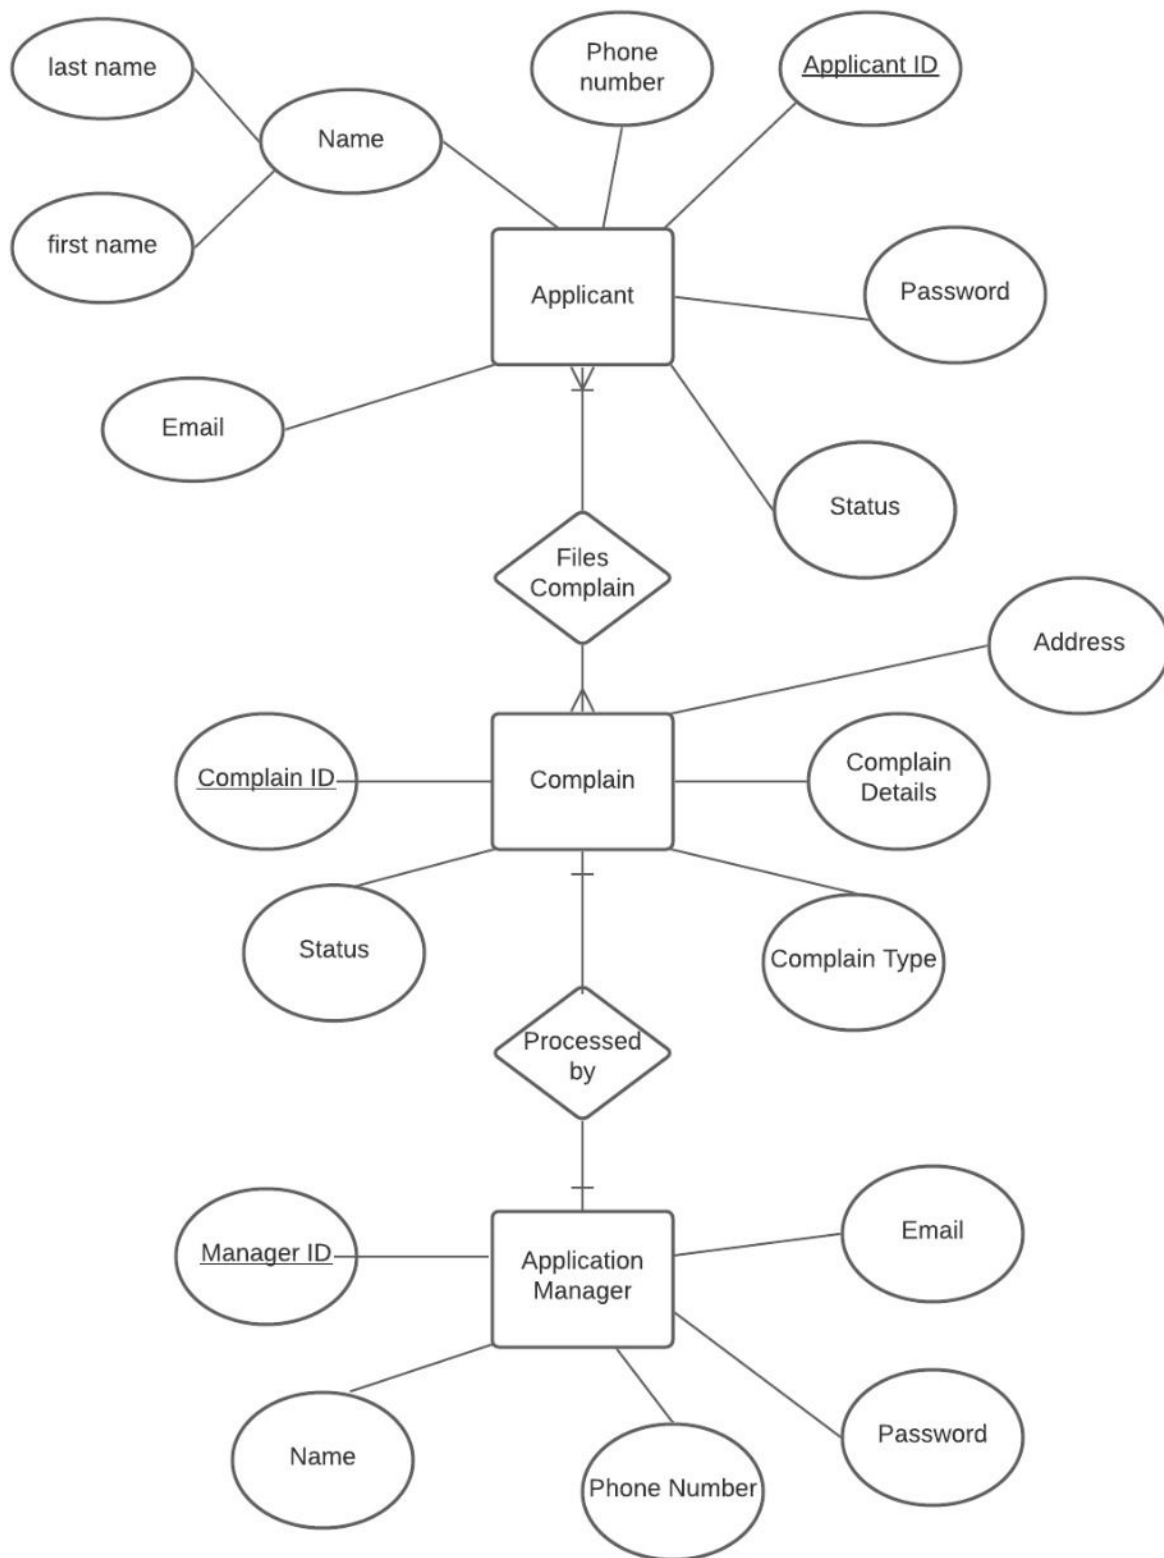 last name
Phone
number
Applicant ID
Name
first name
Password
Applicant
Email
Status
Files
Complain
Address
Complain ID
Complain
Complain
Details
Status
Complain Type
Processed
by
Manager ID
Application
Manager
Email
Name
Phone Number
Password